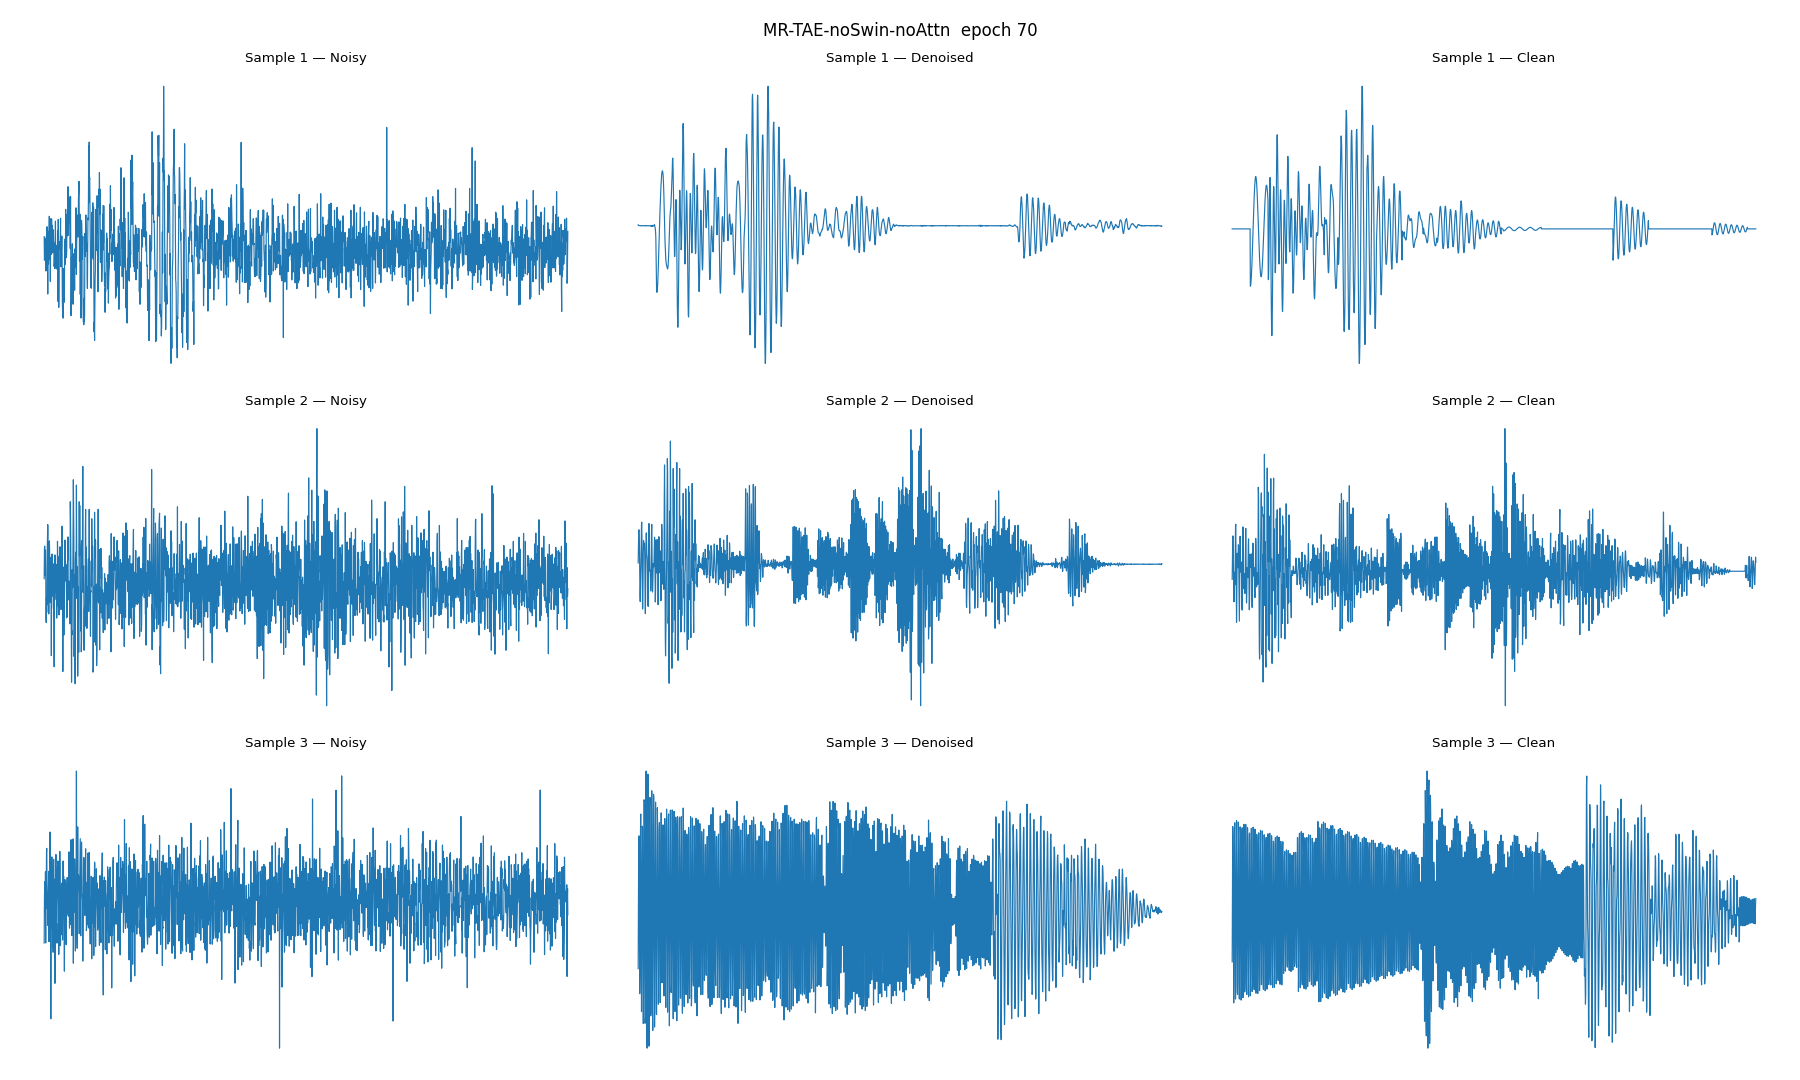 MR-TAE-noSwin-noAttn  epoch 70
Sample 1 — Noisy
Sample 1 — Denoised
Sample 1 — Clean
Sample 2 — Noisy
Sample 2 — Denoised
Sample 2 — Clean
Sample 3 — Noisy
Sample 3 — Denoised
Sample 3 — Clean